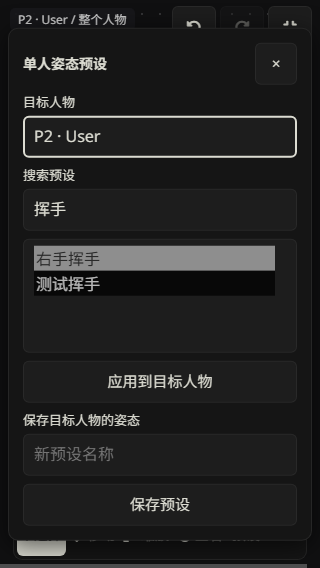 P2 · User / 整个人物
单人姿态预设
×
目标人物
P2 · User
搜索预设
挥手
右手挥手
测试挥手
应用到目标人物
保存目标人物的姿态
新预设名称
保存预设